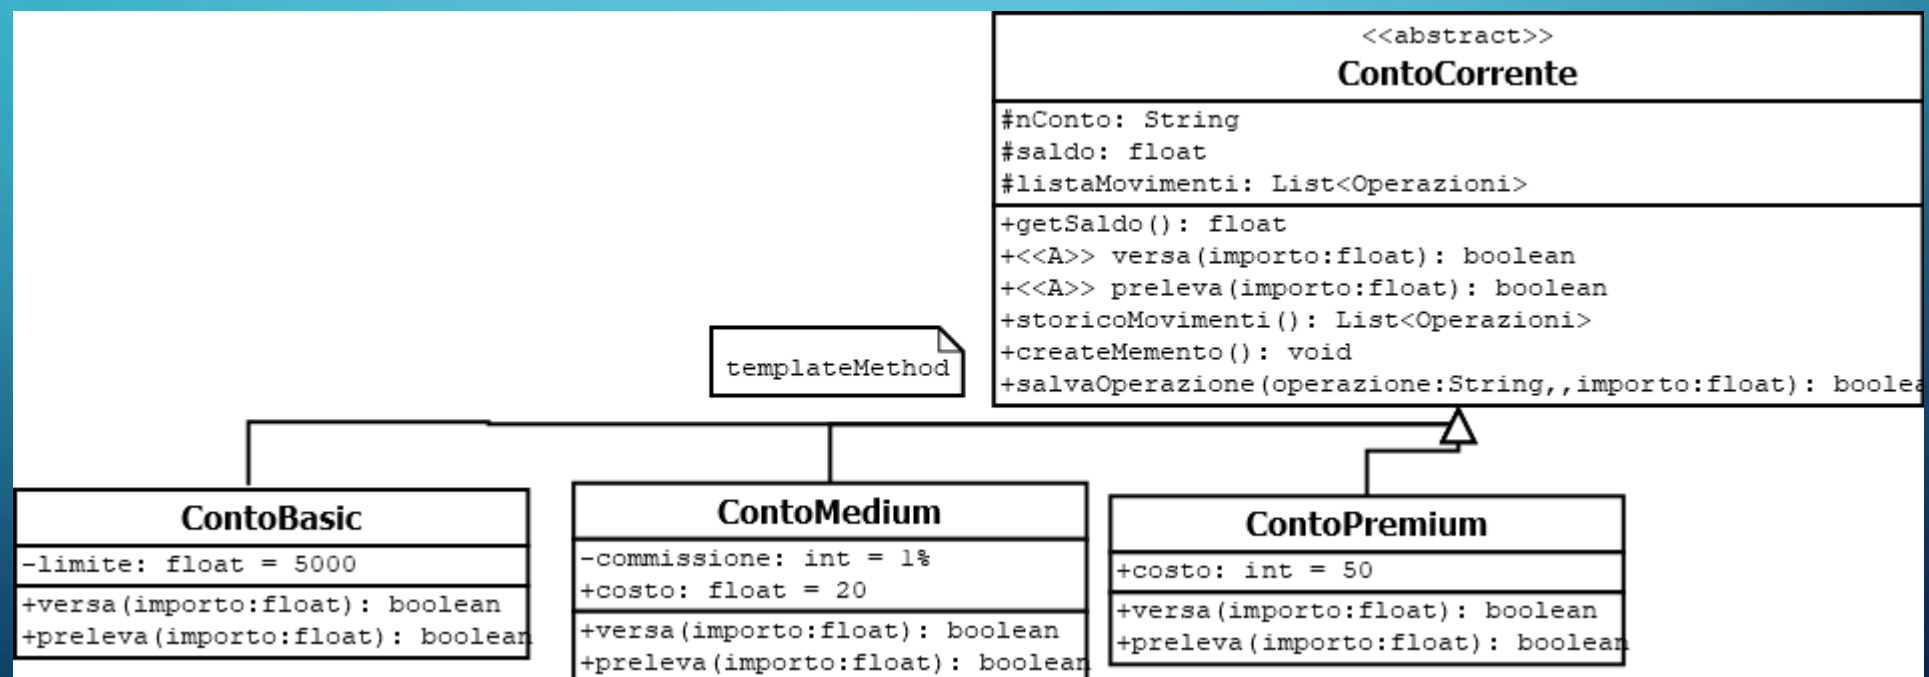 <<abstract>>
ContoCorrente
#nConto: String
#saldo: float
#listaMovimenti: List<Operazioni>
+getSaldo(): float
+<<A>> versa(importo:float): boolean
+<<A>> preleva(importo:float): boolean
+storicoMovimenti(): List<Operazioni>
+createMemento(): void
+salvaOperazione(operazione:String,,importo:float): boolea
templateMethod
ContoBasic
-limite: float = 5000
+versa(importo:float): boolean
+preleva(importo:float): boolean
ContoMedium
-commissione: int = 1%
+costo: float = 20
+versa(importo:float): boolean
+preleva(importo:float): boolean
ContoPremium
+costo: int = 50
+versa(importo:float): boolean
+preleva(importo:float): boolean